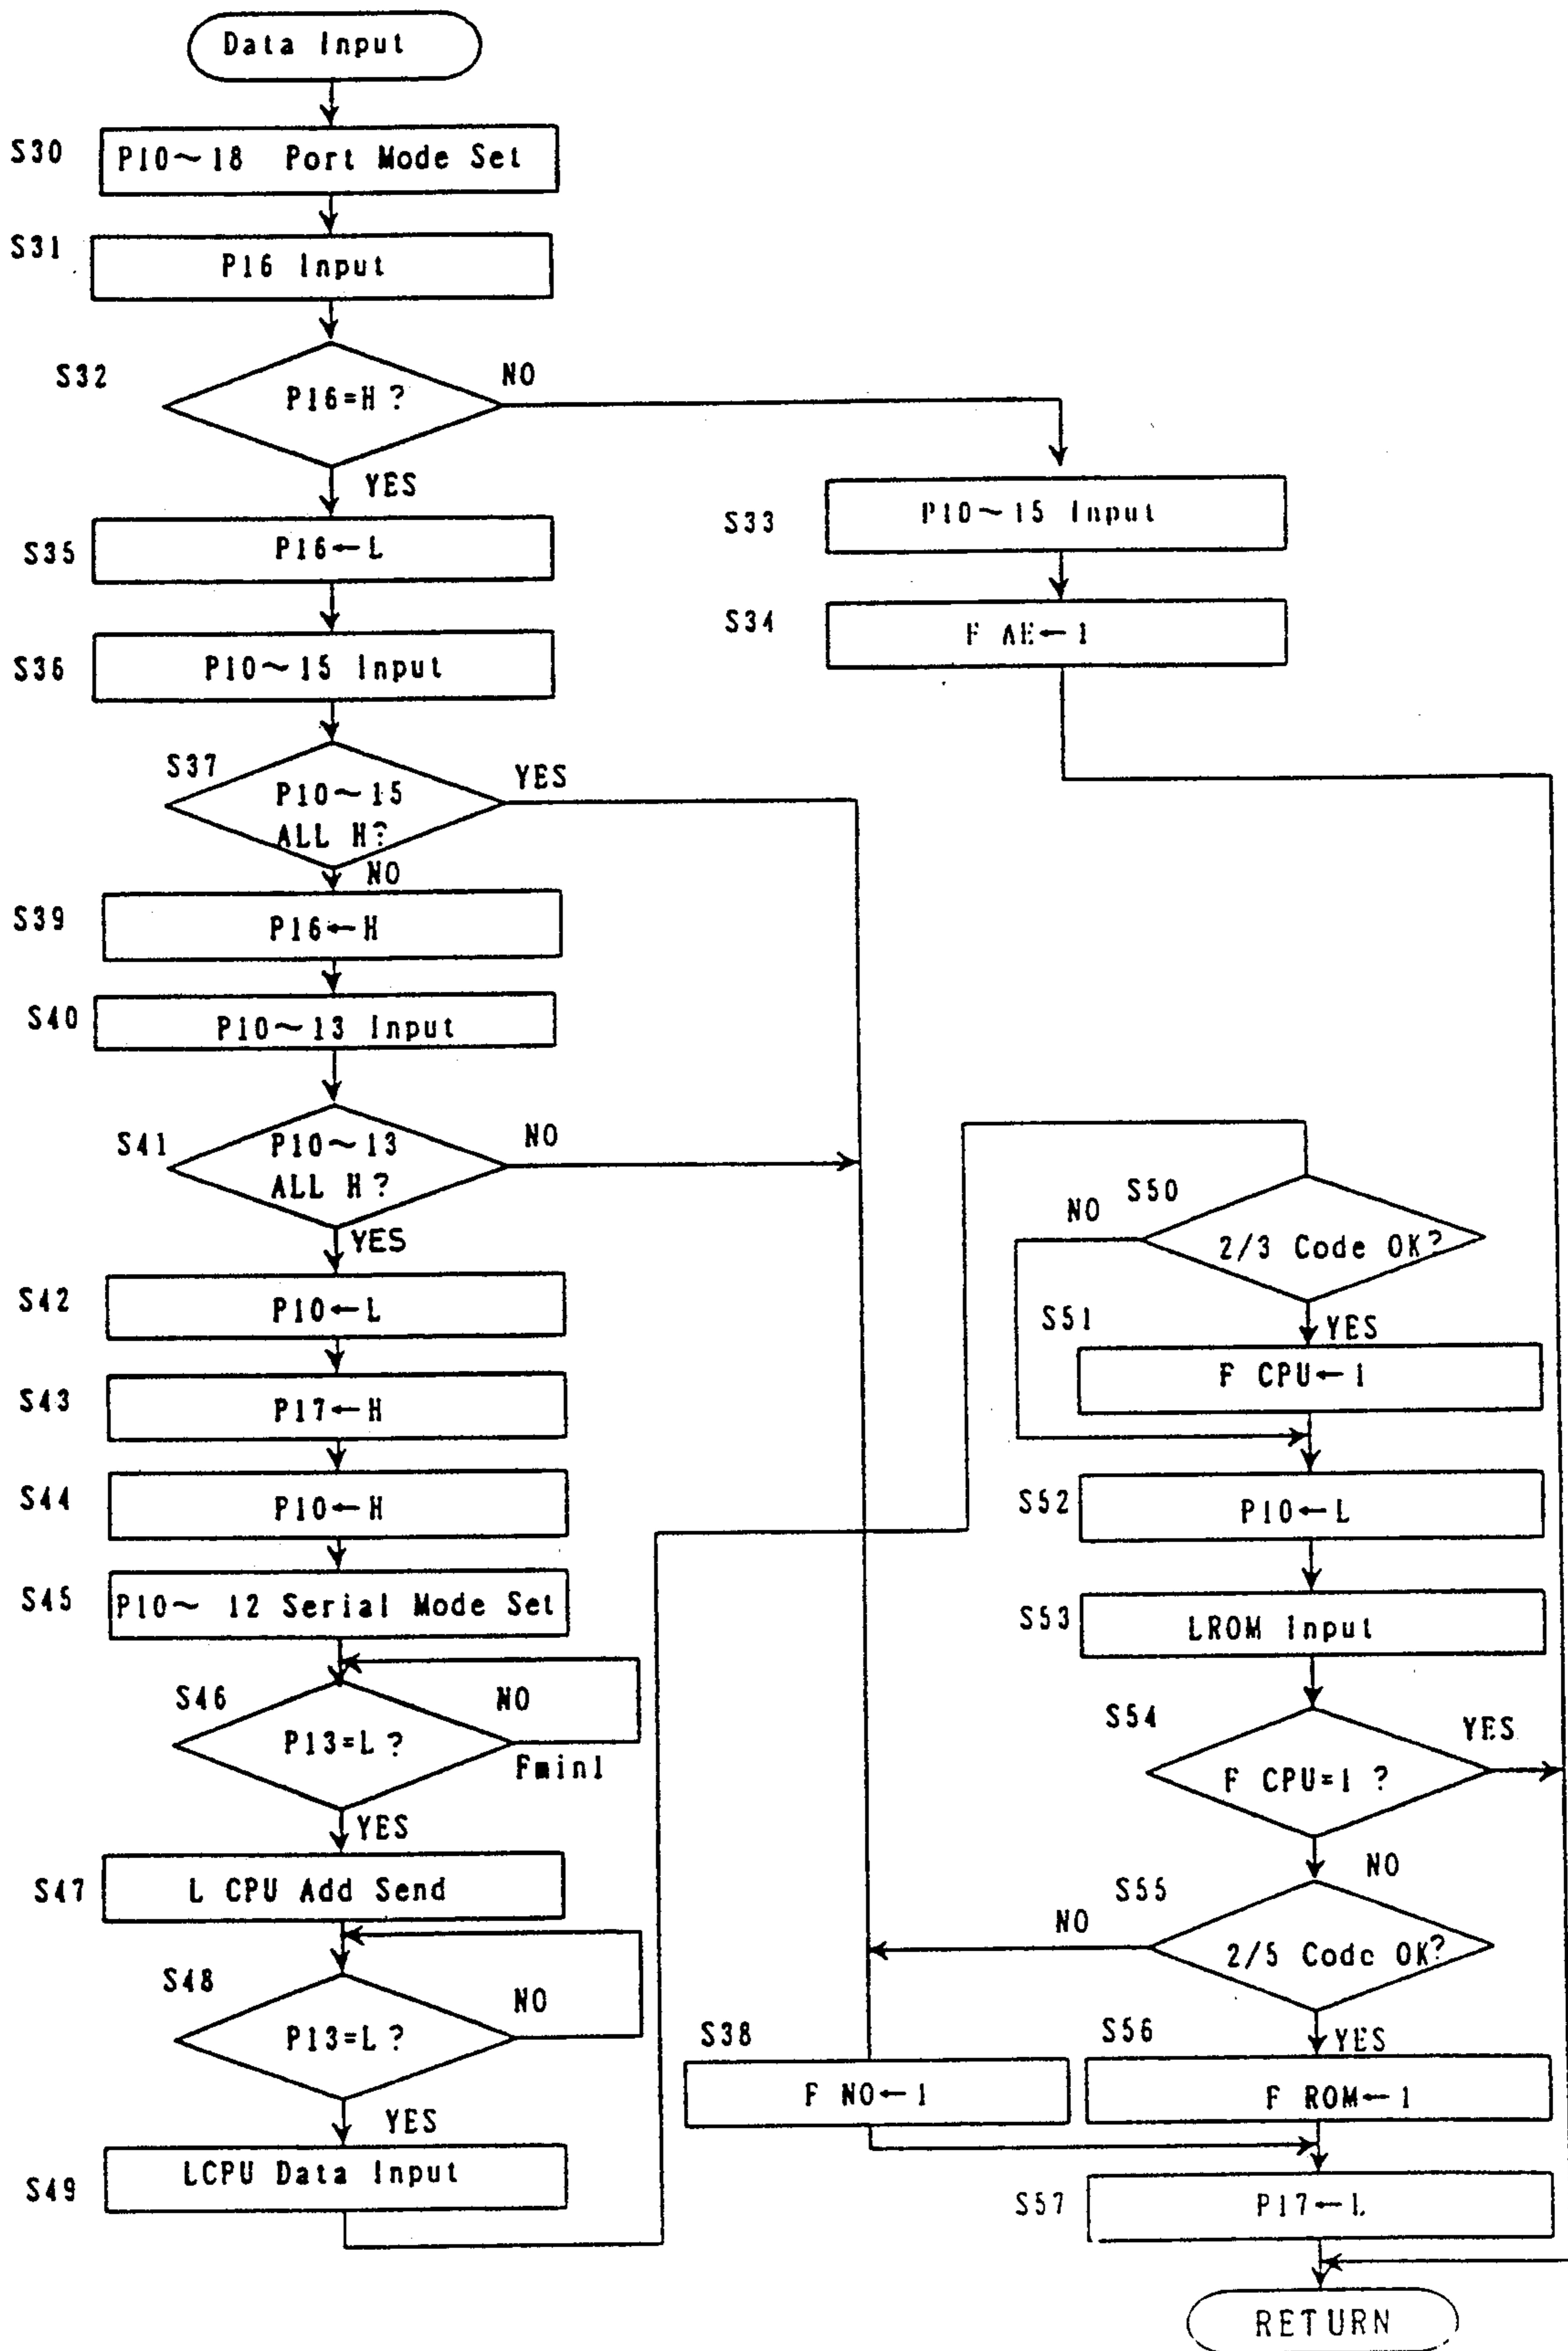 Data Input
S30
P10~18 Port Mode Set
S31
P16 Input
S32
P16=H ?
NO
YES
S35
P16←L
S36
P10~15 Input
S37
P10~15
ALL H?
YES
NO
S39
P16←H
S40
P10~13 Input
S41
P10~13
ALL H ?
NO
YES
S42
P10←L
S43
P17←H
S44
P10←H
S45
P10~ 12 Serial Mode Set
S46
P13=L ?
NO
Fmin1
YES
S47
L CPU Add Send
S48
P13=L ?
NO
YES
S49
LCPU Data Input
S33
P10~15 Input
S34
F AE←1
S50
2/3 Code OK?
NO
YES
S51
F CPU←1
S52
P10←L
S53
LROM Input
S54
F CPU=1 ?
YES
NO
S55
2/5 Code OK?
NO
YES
S38
F NO←1
S56
F ROM←1
S57
P17←L
RETURN